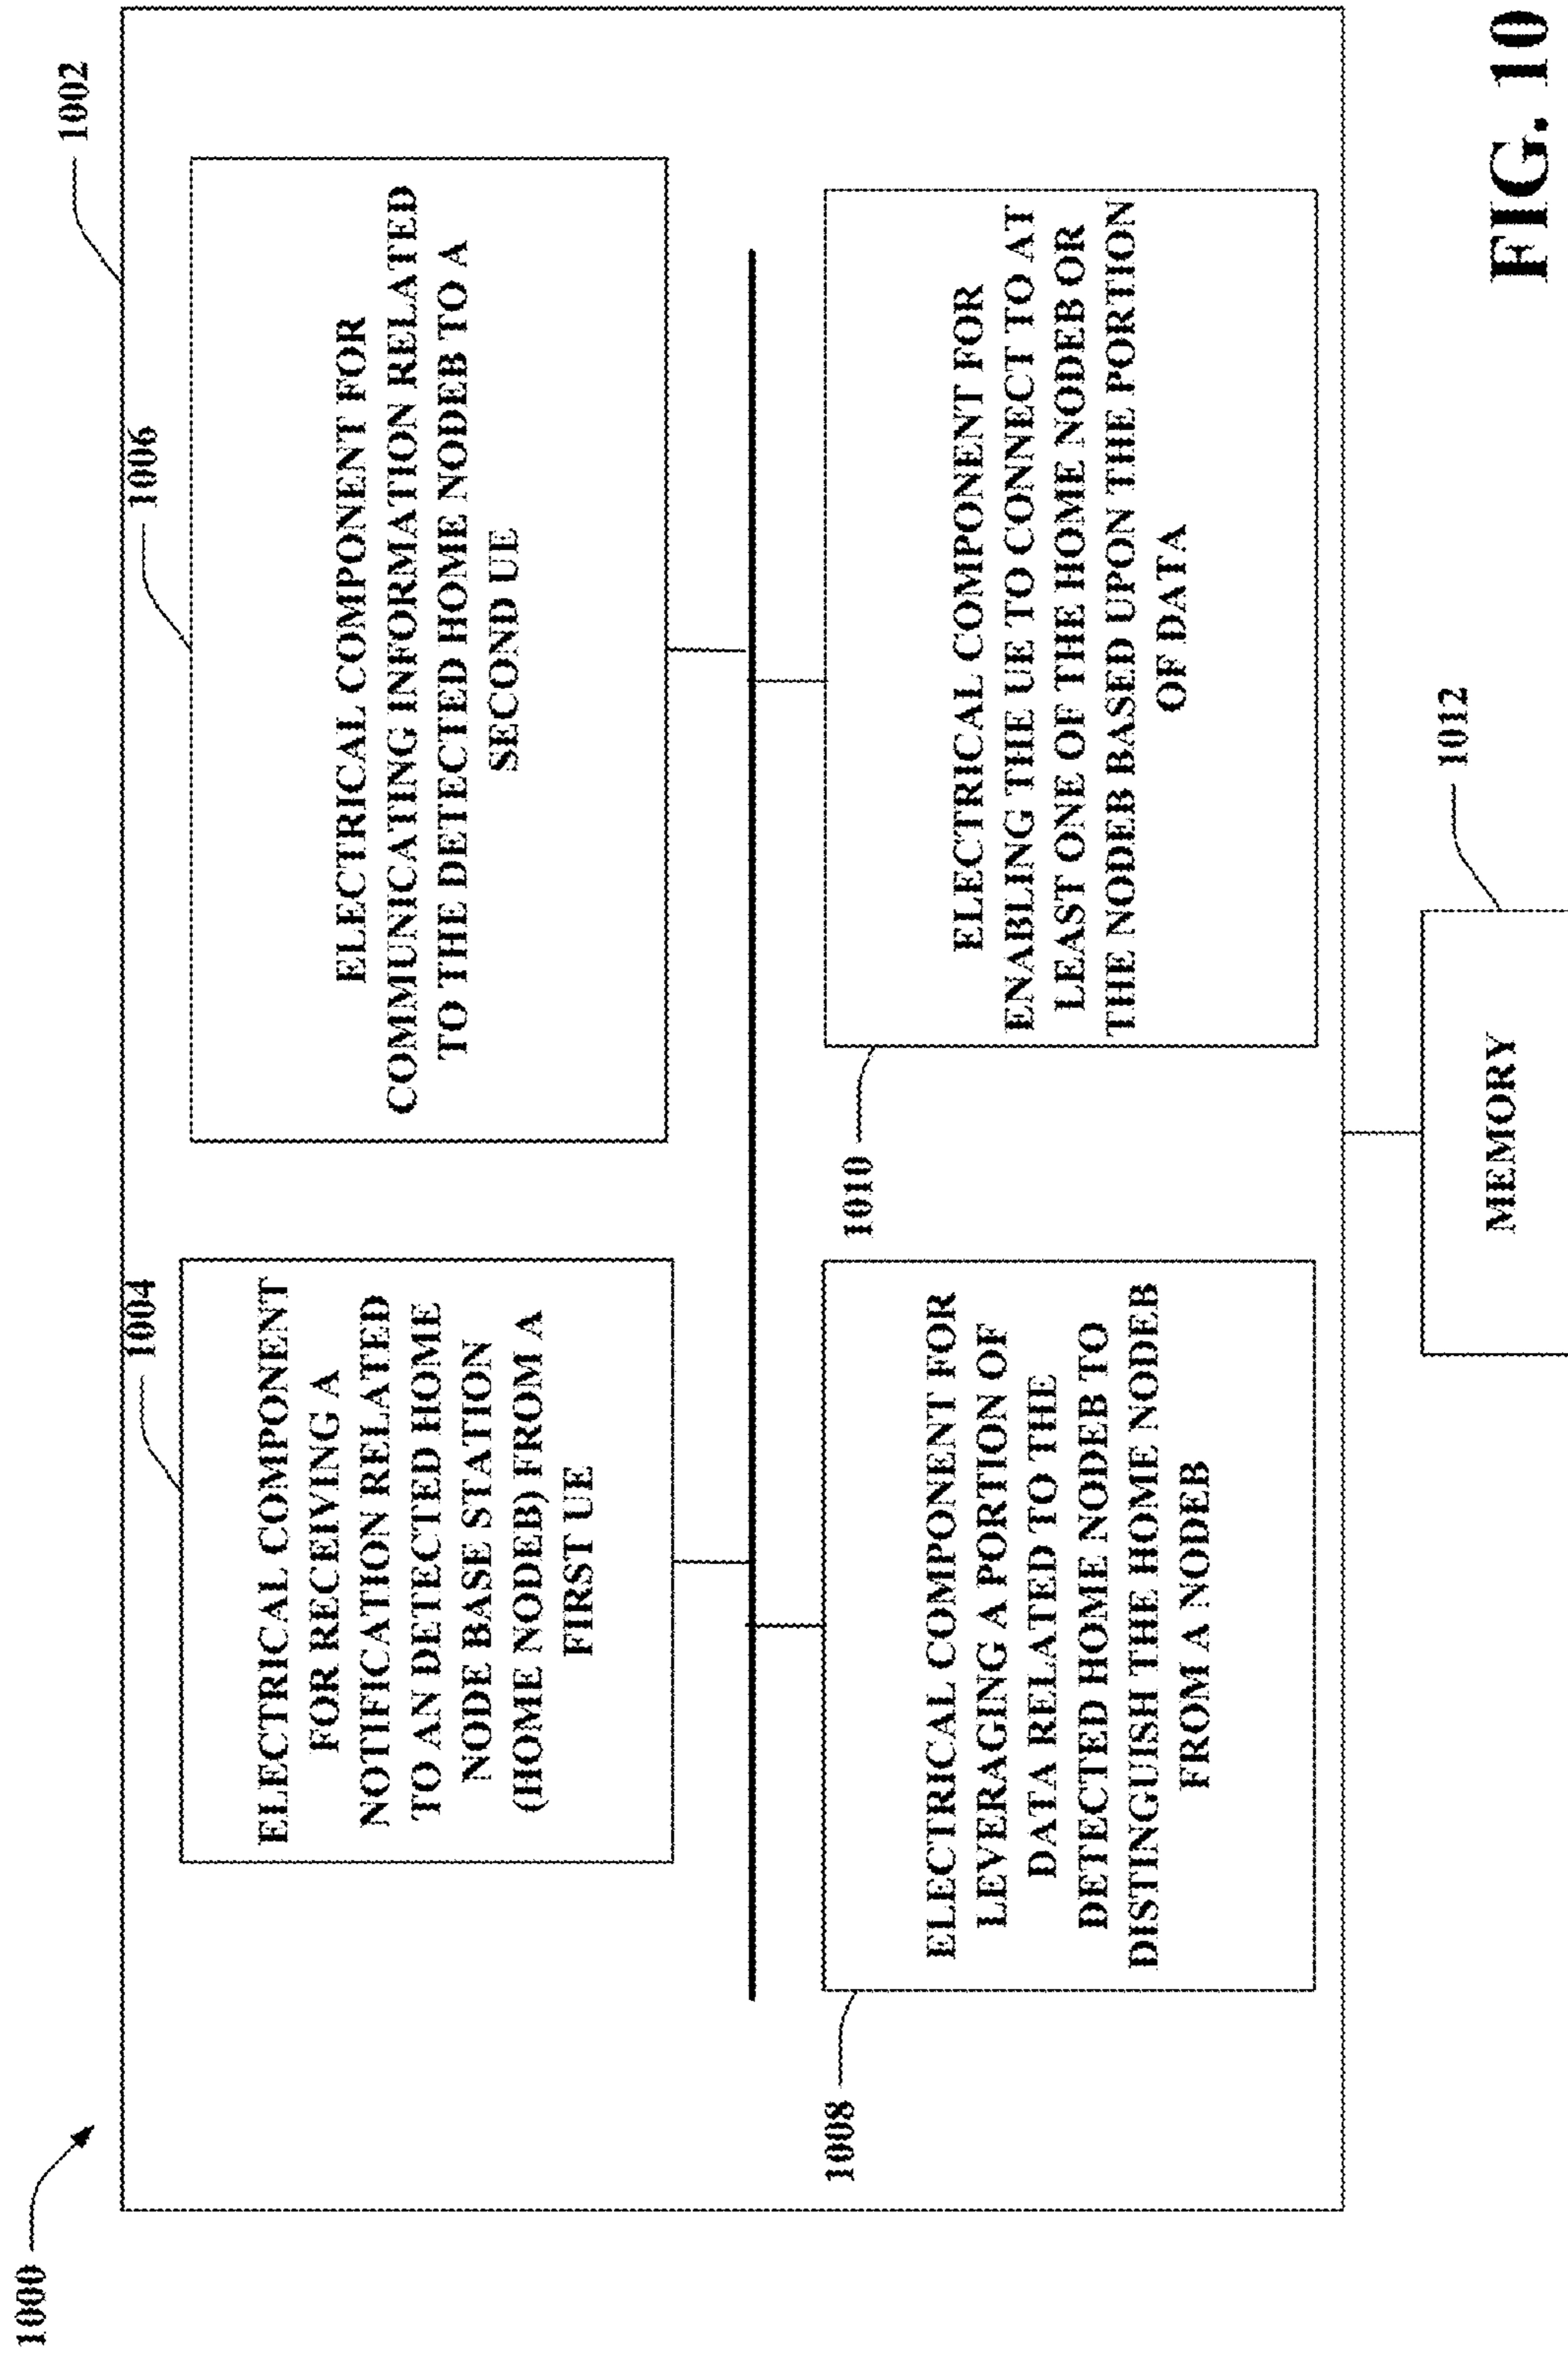 1000
1002
1004
ELECTRICAL COMPONENT
FOR RECEIVING A
NOTIFICATION RELATED
TO AN DETECTED HOME
NODE BASE STATION
(HOME NODEB) FROM A
FIRST UE
1006
ELECTRICAL COMPONENT FOR
COMMUNICATING INFORMATION RELATED
TO THE DETECTED HOME NODEB TO A
SECOND UE
1008
ELECTRICAL COMPONENT FOR
LEVERAGING A PORTION OF
DATA RELATED TO THE
DETECTED HOME NODEB TO
DISTINGUISH THE HOME NODEB
FROM A NODEB
1010
ELECTRICAL COMPONENT FOR
ENABLING THE UE TO CONNECT TO AT
LEAST ONE OF THE HOME NODEB OR
THE NODEB BASED UPON THE PORTION
OF DATA
1012
MEMORY
FIG. 10